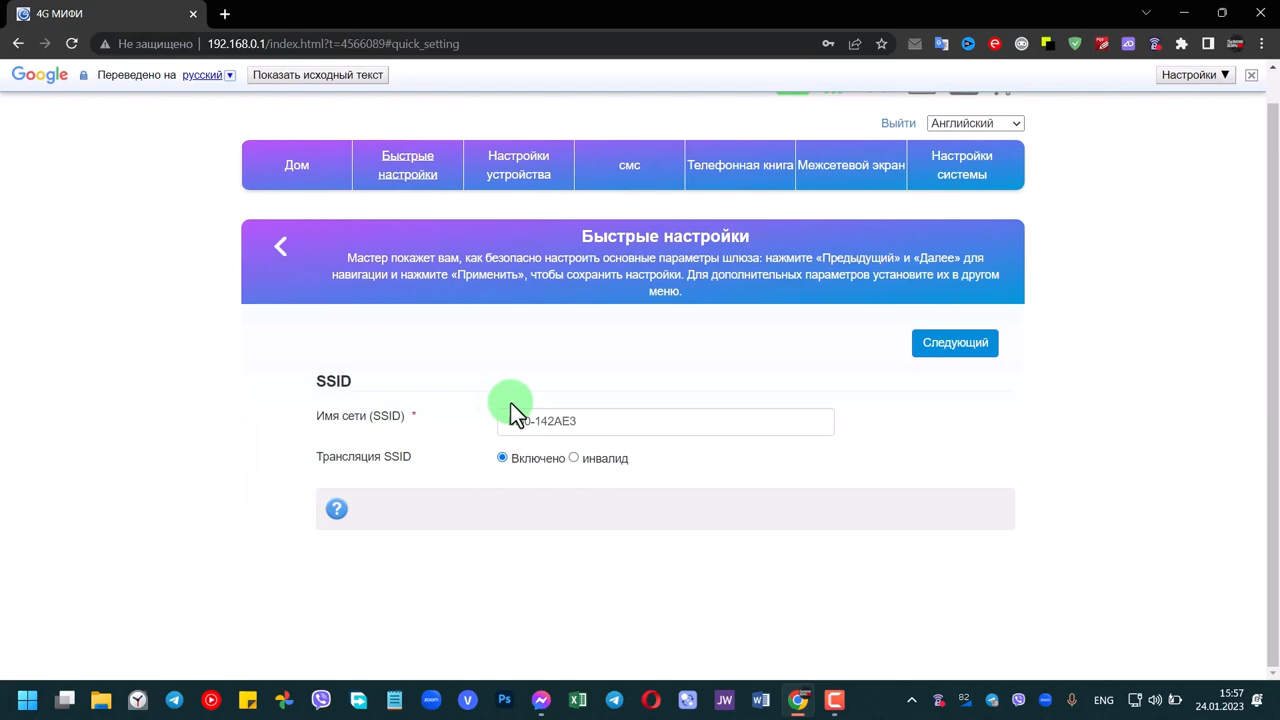 4G МИФИ
Не защищено 192.168.0.1/index.html?t=4566089#quick_setting
Google Переведено на русский Показать исходный текст Настройки ▼
Выйти Английский
Дом
Быстрые настройки
Настройки устройства
смс
Телефонная книга
Межсетевой экран
Настройки системы
Быстрые настройки
Мастер покажет вам, как безопасно настроить основные параметры шлюза: нажмите «Предыдущий» и «Далее» для
навигации и нажмите «Применить», чтобы сохранить настройки. Для дополнительных параметров установите их в другом
меню.
Следующий
SSID
Имя сети (SSID) * 0-142AE3
Трансляция SSID Включено инвалид
?
Ps JW W 82 ENG 15:57
24.01.2023